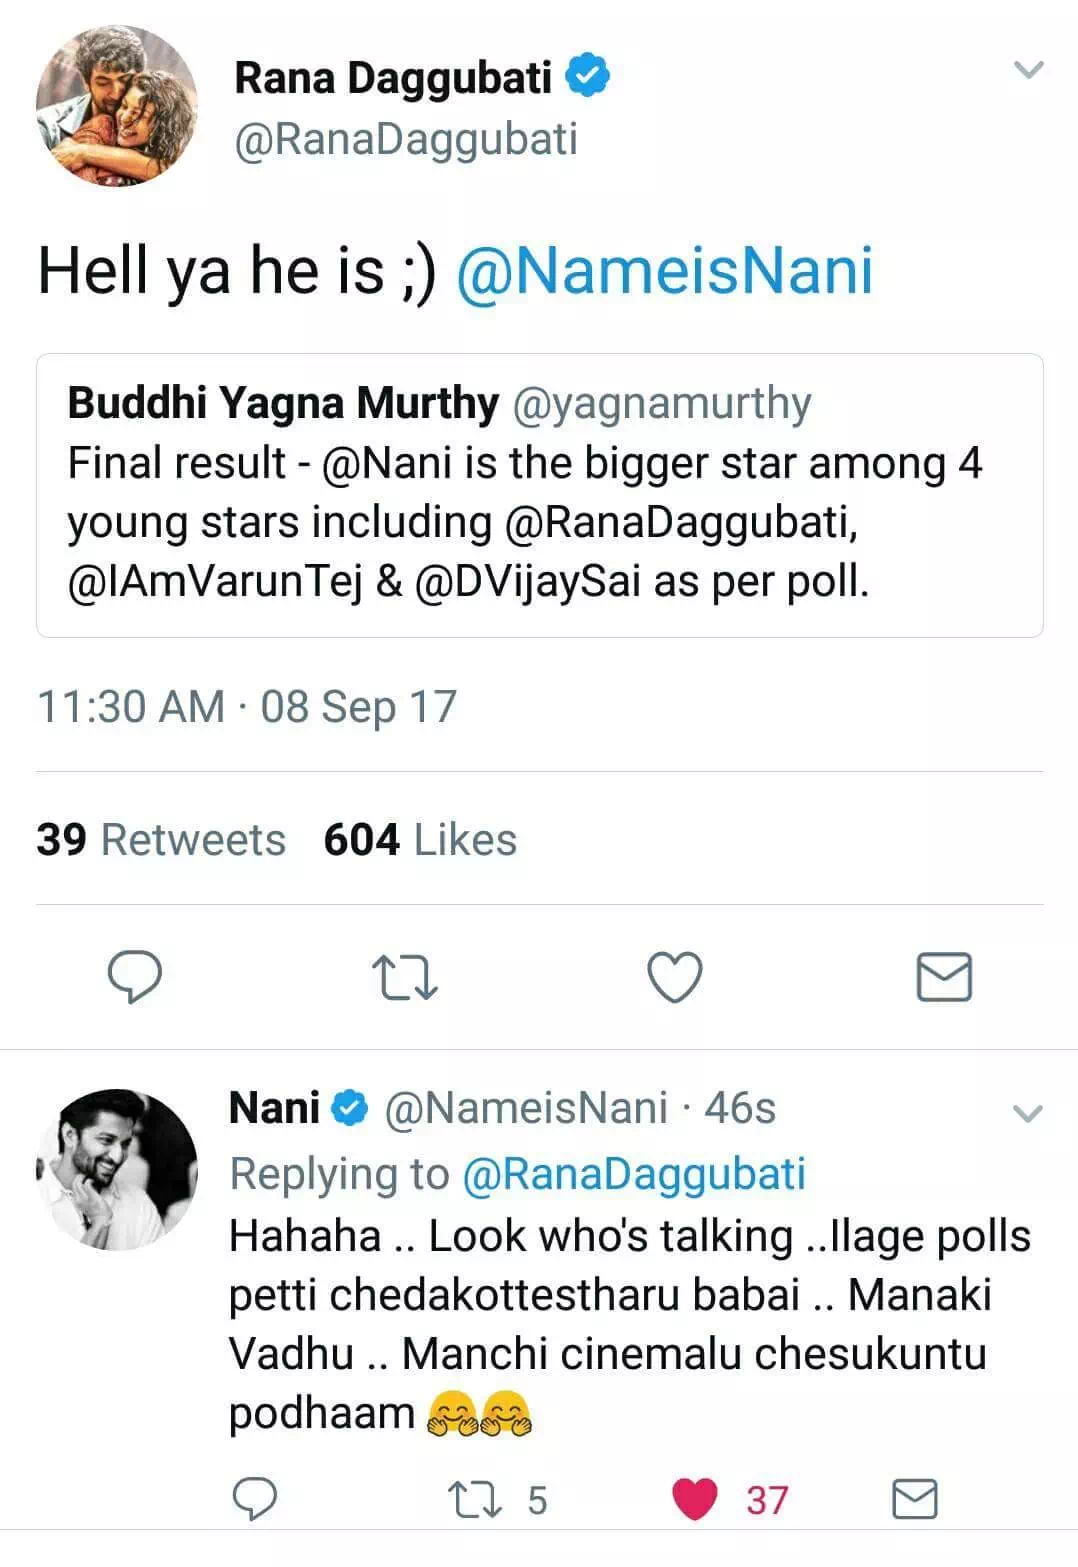 Rana Daggubati
@RanaDaggubati
Hell ya he is ;) @NameisNani
Buddhi Yagna Murthy @yagnamurthy
Final result - @Nani is the bigger star among 4
young stars including @RanaDaggubati,
@IAmVarunTej & @DVijaySai as per poll.
11:30 AM · 08 Sep 17
39 Retweets 604 Likes
Nani @NameisNani · 46s
Replying to @RanaDaggubati
Hahaha .. Look who's talking ..Ilage polls
petti chedakottestharu babai .. Manaki
Vadhu .. Manchi cinemalu chesukuntu
podhaam 🤗🤗
5 37